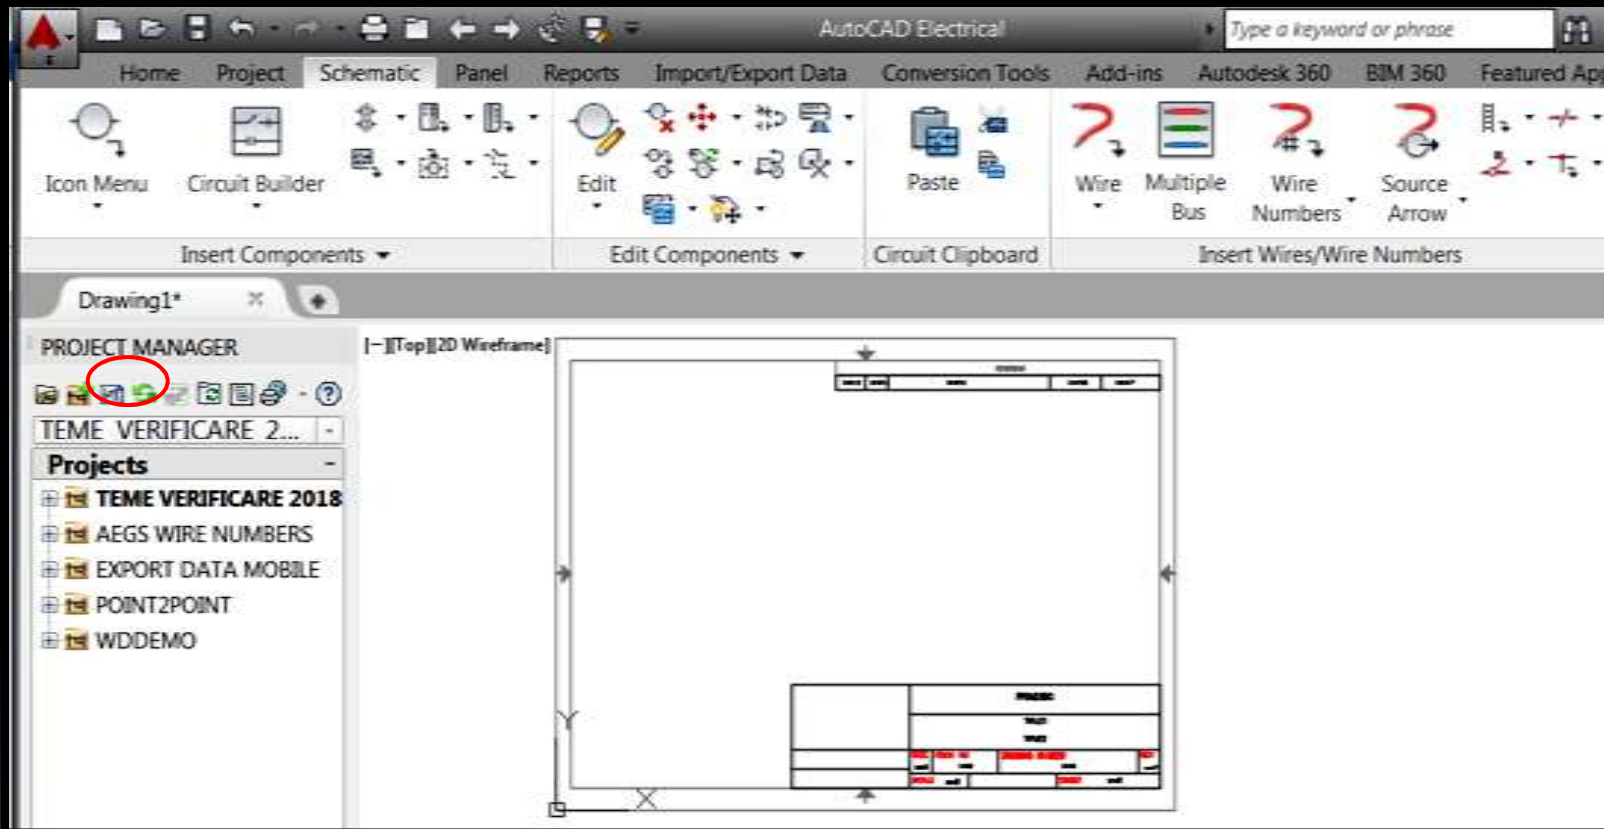 AutoCAD Electrical
Type a keyword or phrase
Home Project Schematic Panel Reports Import/Export Data Conversion Tools Add-ins Autodesk 360 BIM 360 Featured App
Icon Menu Circuit Builder Edit Paste Wire Multiple Bus Wire Numbers Source Arrow
Insert Components Edit Components Circuit Clipboard Insert Wires/Wire Numbers
Drawing1*
PROJECT MANAGER
[−][Top][2D Wireframe]
TEME VERIFICARE 2...
Projects
TEME VERIFICARE 2018
AEGS WIRE NUMBERS
EXPORT DATA MOBILE
POINT2POINT
WDDEMO
Y
X